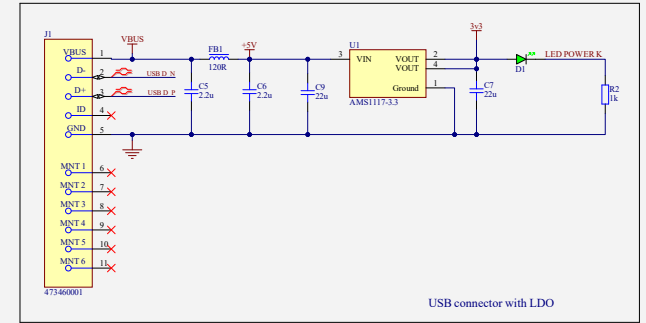 J1
VBUS
1
VBUS
D-
2
USB D_N
D+
3
USB D_P
ID
4
GND
5
MNT 1
6
MNT 2
7
MNT 3
8
MNT 4
9
MNT 5
10
MNT 6
11
473460001
FB1
120R
+5V
C5
2.2u
C6
2.2u
C9
22u
U1
3
VIN
VOUT
2
VOUT
4
Ground
1
AMS1117-3.3
3v3
C7
22u
D1
LED POWER K
R2
1k
USB connector with LDO